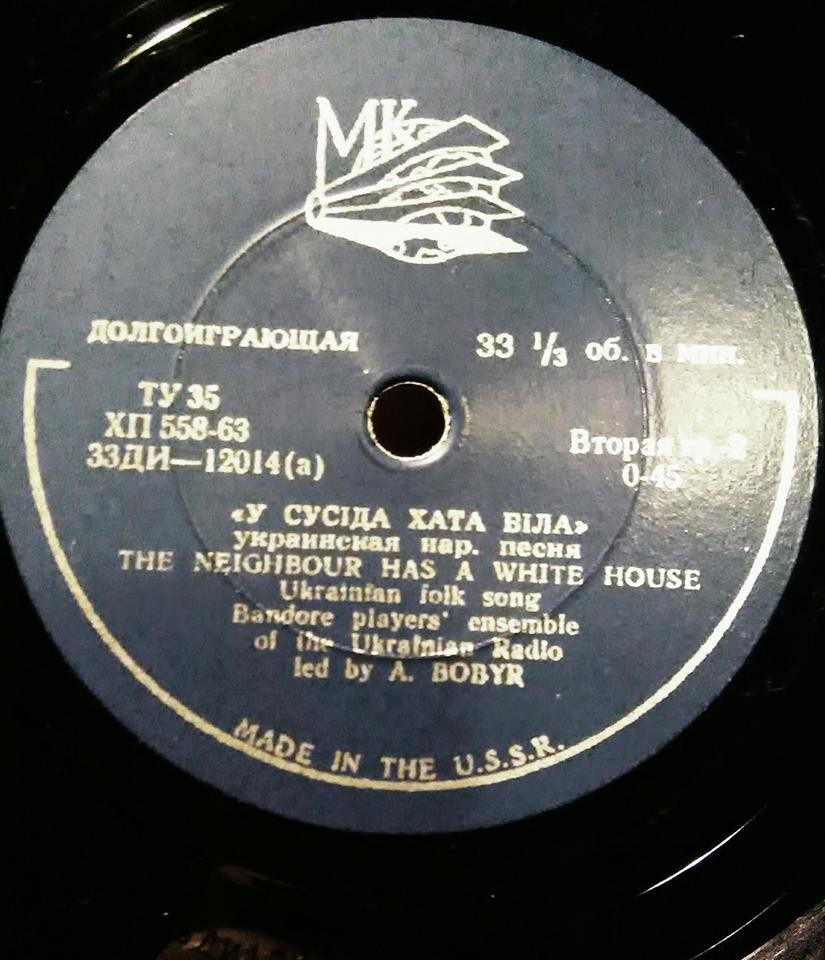 МК
ДОЛГОИГРАЮЩАЯ 33 1/3 об. в мин.
ТУ 35
ХП 558-63
33ДИ—12014(а)
Вторая гр.-2
0-45
«У СУСІДА ХАТА БІЛА»
украинская нар. песня
THE NEIGHBOUR HAS A WHITE HOUSE
Ukrainian folk song
Bandore players' ensemble
of the Ukrainian Radio
led by A. BOBYR
MADE IN THE U.S.S.R.